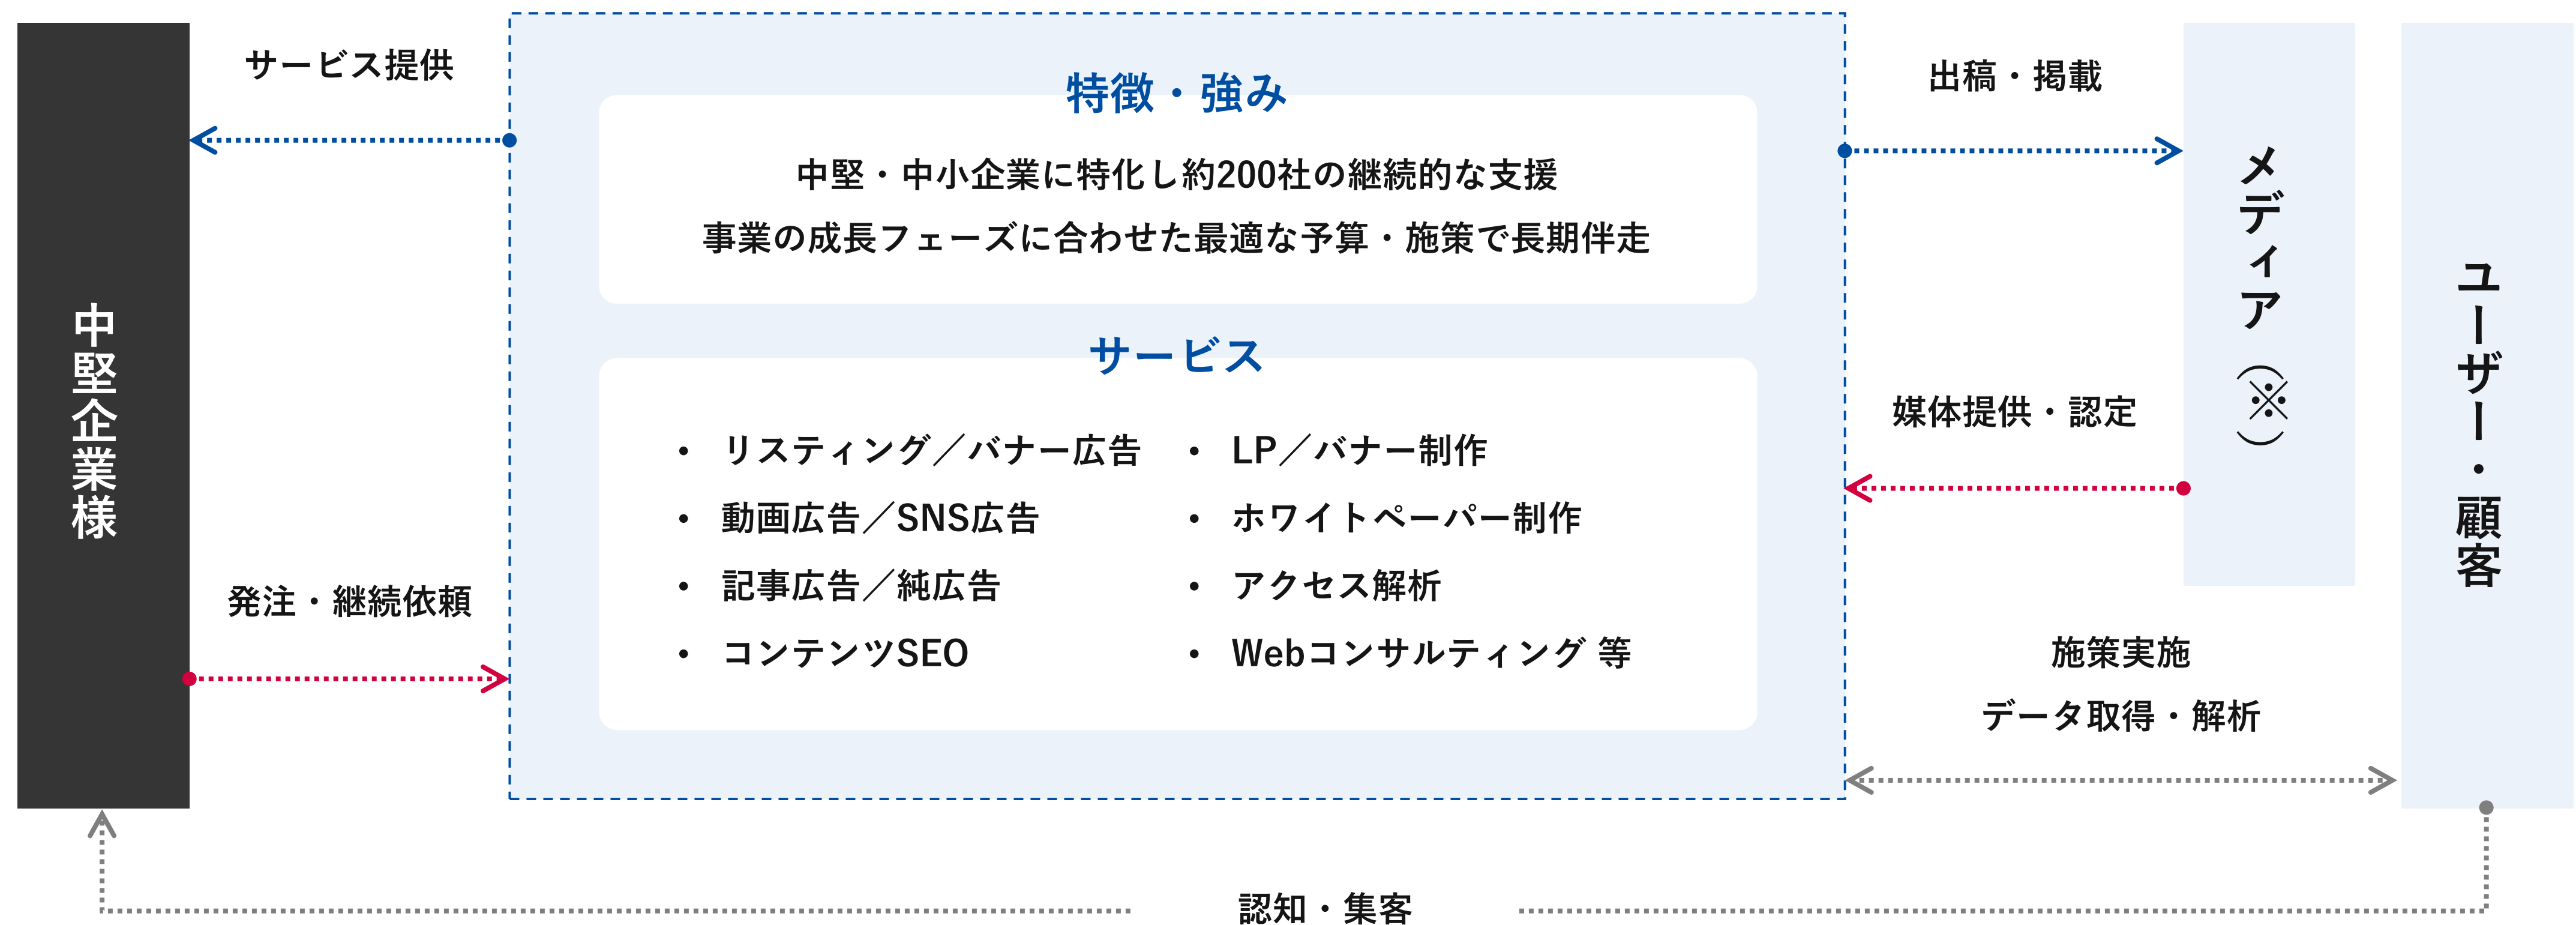 中堅企業様
サービス提供
発注・継続依頼
特徴・強み
中堅・中小企業に特化し約200社の継続的な支援
事業の成長フェーズに合わせた最適な予算・施策で長期伴走
サービス
• リスティング／バナー広告
• 動画広告／SNS広告
• 記事広告／純広告
• コンテンツSEO
• LP／バナー制作
• ホワイトペーパー制作
• アクセス解析
• Webコンサルティング 等
出稿・掲載
媒体提供・認定
メディア（※）
施策実施
データ取得・解析
ユーザー・顧客
認知・集客